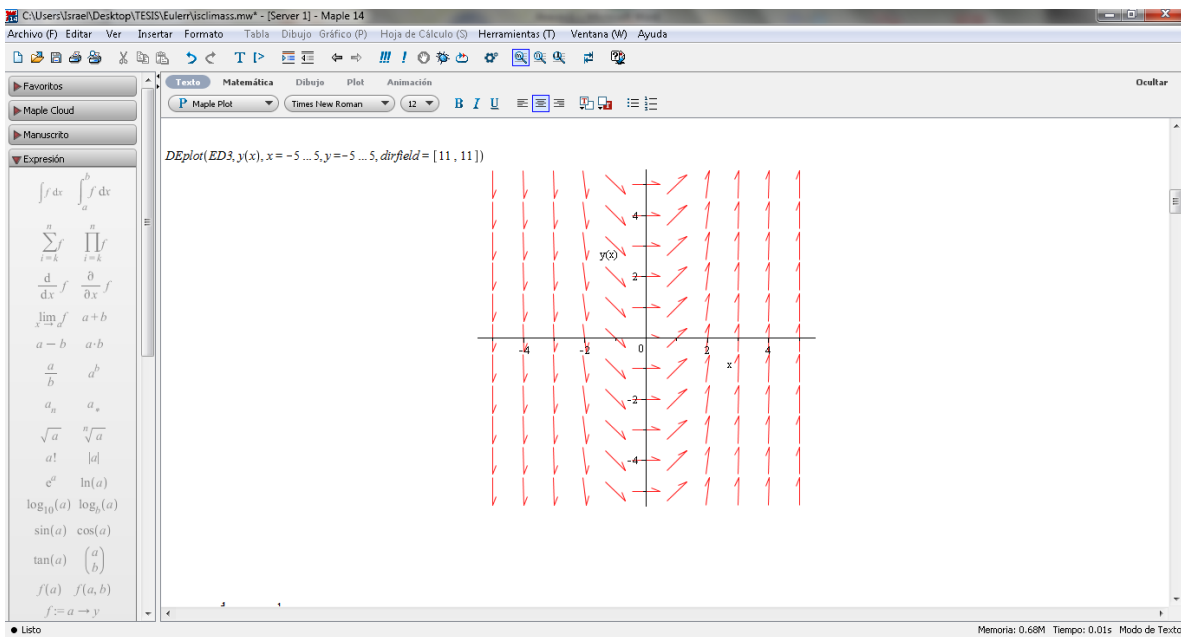 C:\Users\Israel\Desktop\TESIS\Eulerr\isclimass.mw* - [Server 1] - Maple 14
Archivo (F) Editar Ver Insertar Formato Tabla Dibujo Gráfico (P) Hoja de Cálculo (S) Herramientas (T) Ventana (W) Ayuda
Texto Matemática Dibujo Plot Animación Ocultar
P Maple Plot Times New Roman 12 B I U
Favoritos
Maple Cloud
Manuscrito
Expresión
DEplot(ED3, y(x), x = -5 ... 5, y = -5 ... 5, dirfield = [11 , 11])
∫ f dx ∫_a^b f dx
∑_{i=k}^n f ∏_{i=k}^n f
d/dx f ∂/∂x f
lim_{x→a} f a+b
a − b a·b
a/b a^b
a_n a_*
√a ⁿ√a
a! |a|
e^a ln(a)
log_10(a) log_b(a)
sin(a) cos(a)
tan(a) (a b)
f(a) f(a, b)
f := a → y
4
y(x)
2
-4 -2 0 2 4
x
-2
-4
Listo Memoria: 0.68M Tiempo: 0.01s Modo de Texto